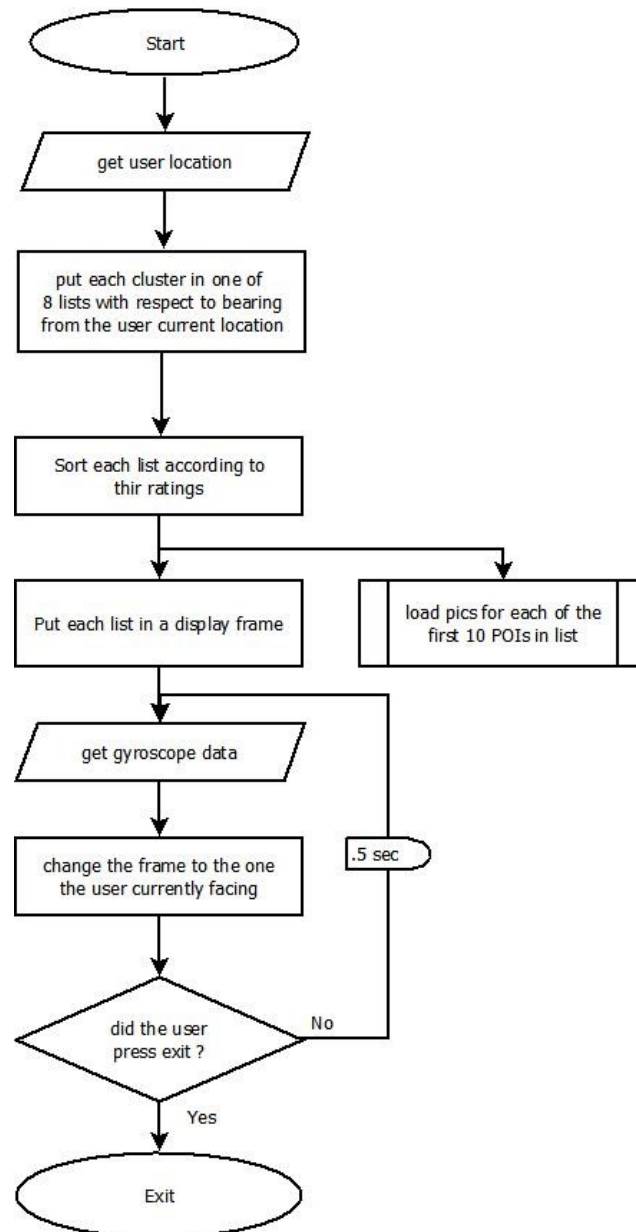 Start
get user location
put each cluster in one of
8 lists with respect to bearing
from the user current location
Sort each list according to
thir ratings
Put each list in a display frame
load pics for each of the
first 10 POIs in list
get gyroscope data
.5 sec
change the frame to the one
the user currently facing
did the user
press exit ?
No
Yes
Exit